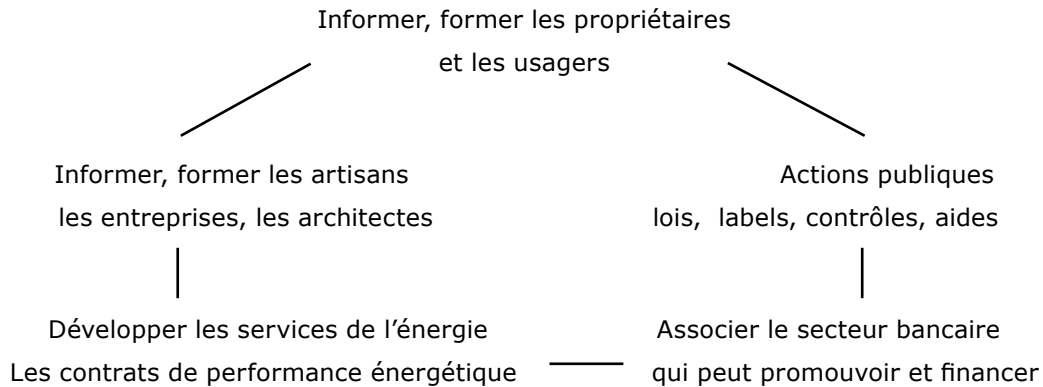 Informer, former les propriétaires
et les usagers
Informer, former les artisans
les entreprises, les architectes
Actions publiques
lois, labels, contrôles, aides
Développer les services de l’énergie
Les contrats de performance énergétique
Associer le secteur bancaire
qui peut promouvoir et financer